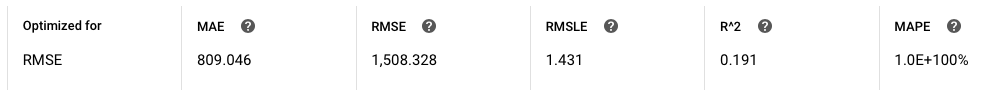 Optimized for MAE ? RMSE ? RMSLE ? R^2 ? MAPE ?
RMSE 809.046 1,508.328 1.431 0.191 1.0E+100%